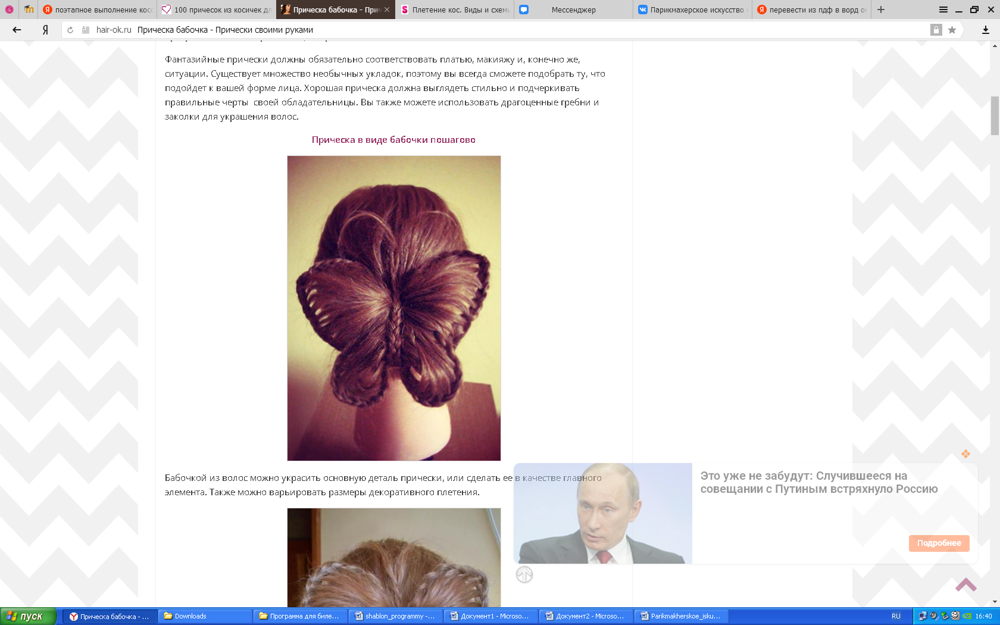 поэтапное выполнение кос
100 причесок из косичек дл
Прическа бабочка - При
Плетение кос. Виды и схемы
Мессенджер
Парикмахерское искусство
перевести из пдф в ворд о
Я
hair-ok.ru Прическа бабочка - Прически своими руками
Фантазийные прически должны обязательно соответствовать платью, макияжу и, конечно же,
ситуации. Существует множество необычных укладок, поэтому вы всегда сможете подобрать ту, что
подойдет к вашей форме лица. Хорошая прическа должна выглядеть стильно и подчеркивать
правильные черты своей обладательницы. Вы также можете использовать драгоценные гребни и
заколки для украшения волос.
Прическа в виде бабочки пошагово
Бабочкой из волос можно украсить основную деталь прически, или сделать ее в качестве главного
элемента. Также можно варьировать размеры декоративного плетения.
Это уже не забудут: Случившееся на
совещании с Путиным встряхнуло Россию
Подробнее
пуск
Прическа бабочка - ...
Downloads
Программа для биле...
shablon_programmy -...
Документ1 - Microso...
Документ2 - Microso...
Parikmakherskoe_isku...
RU
16:40